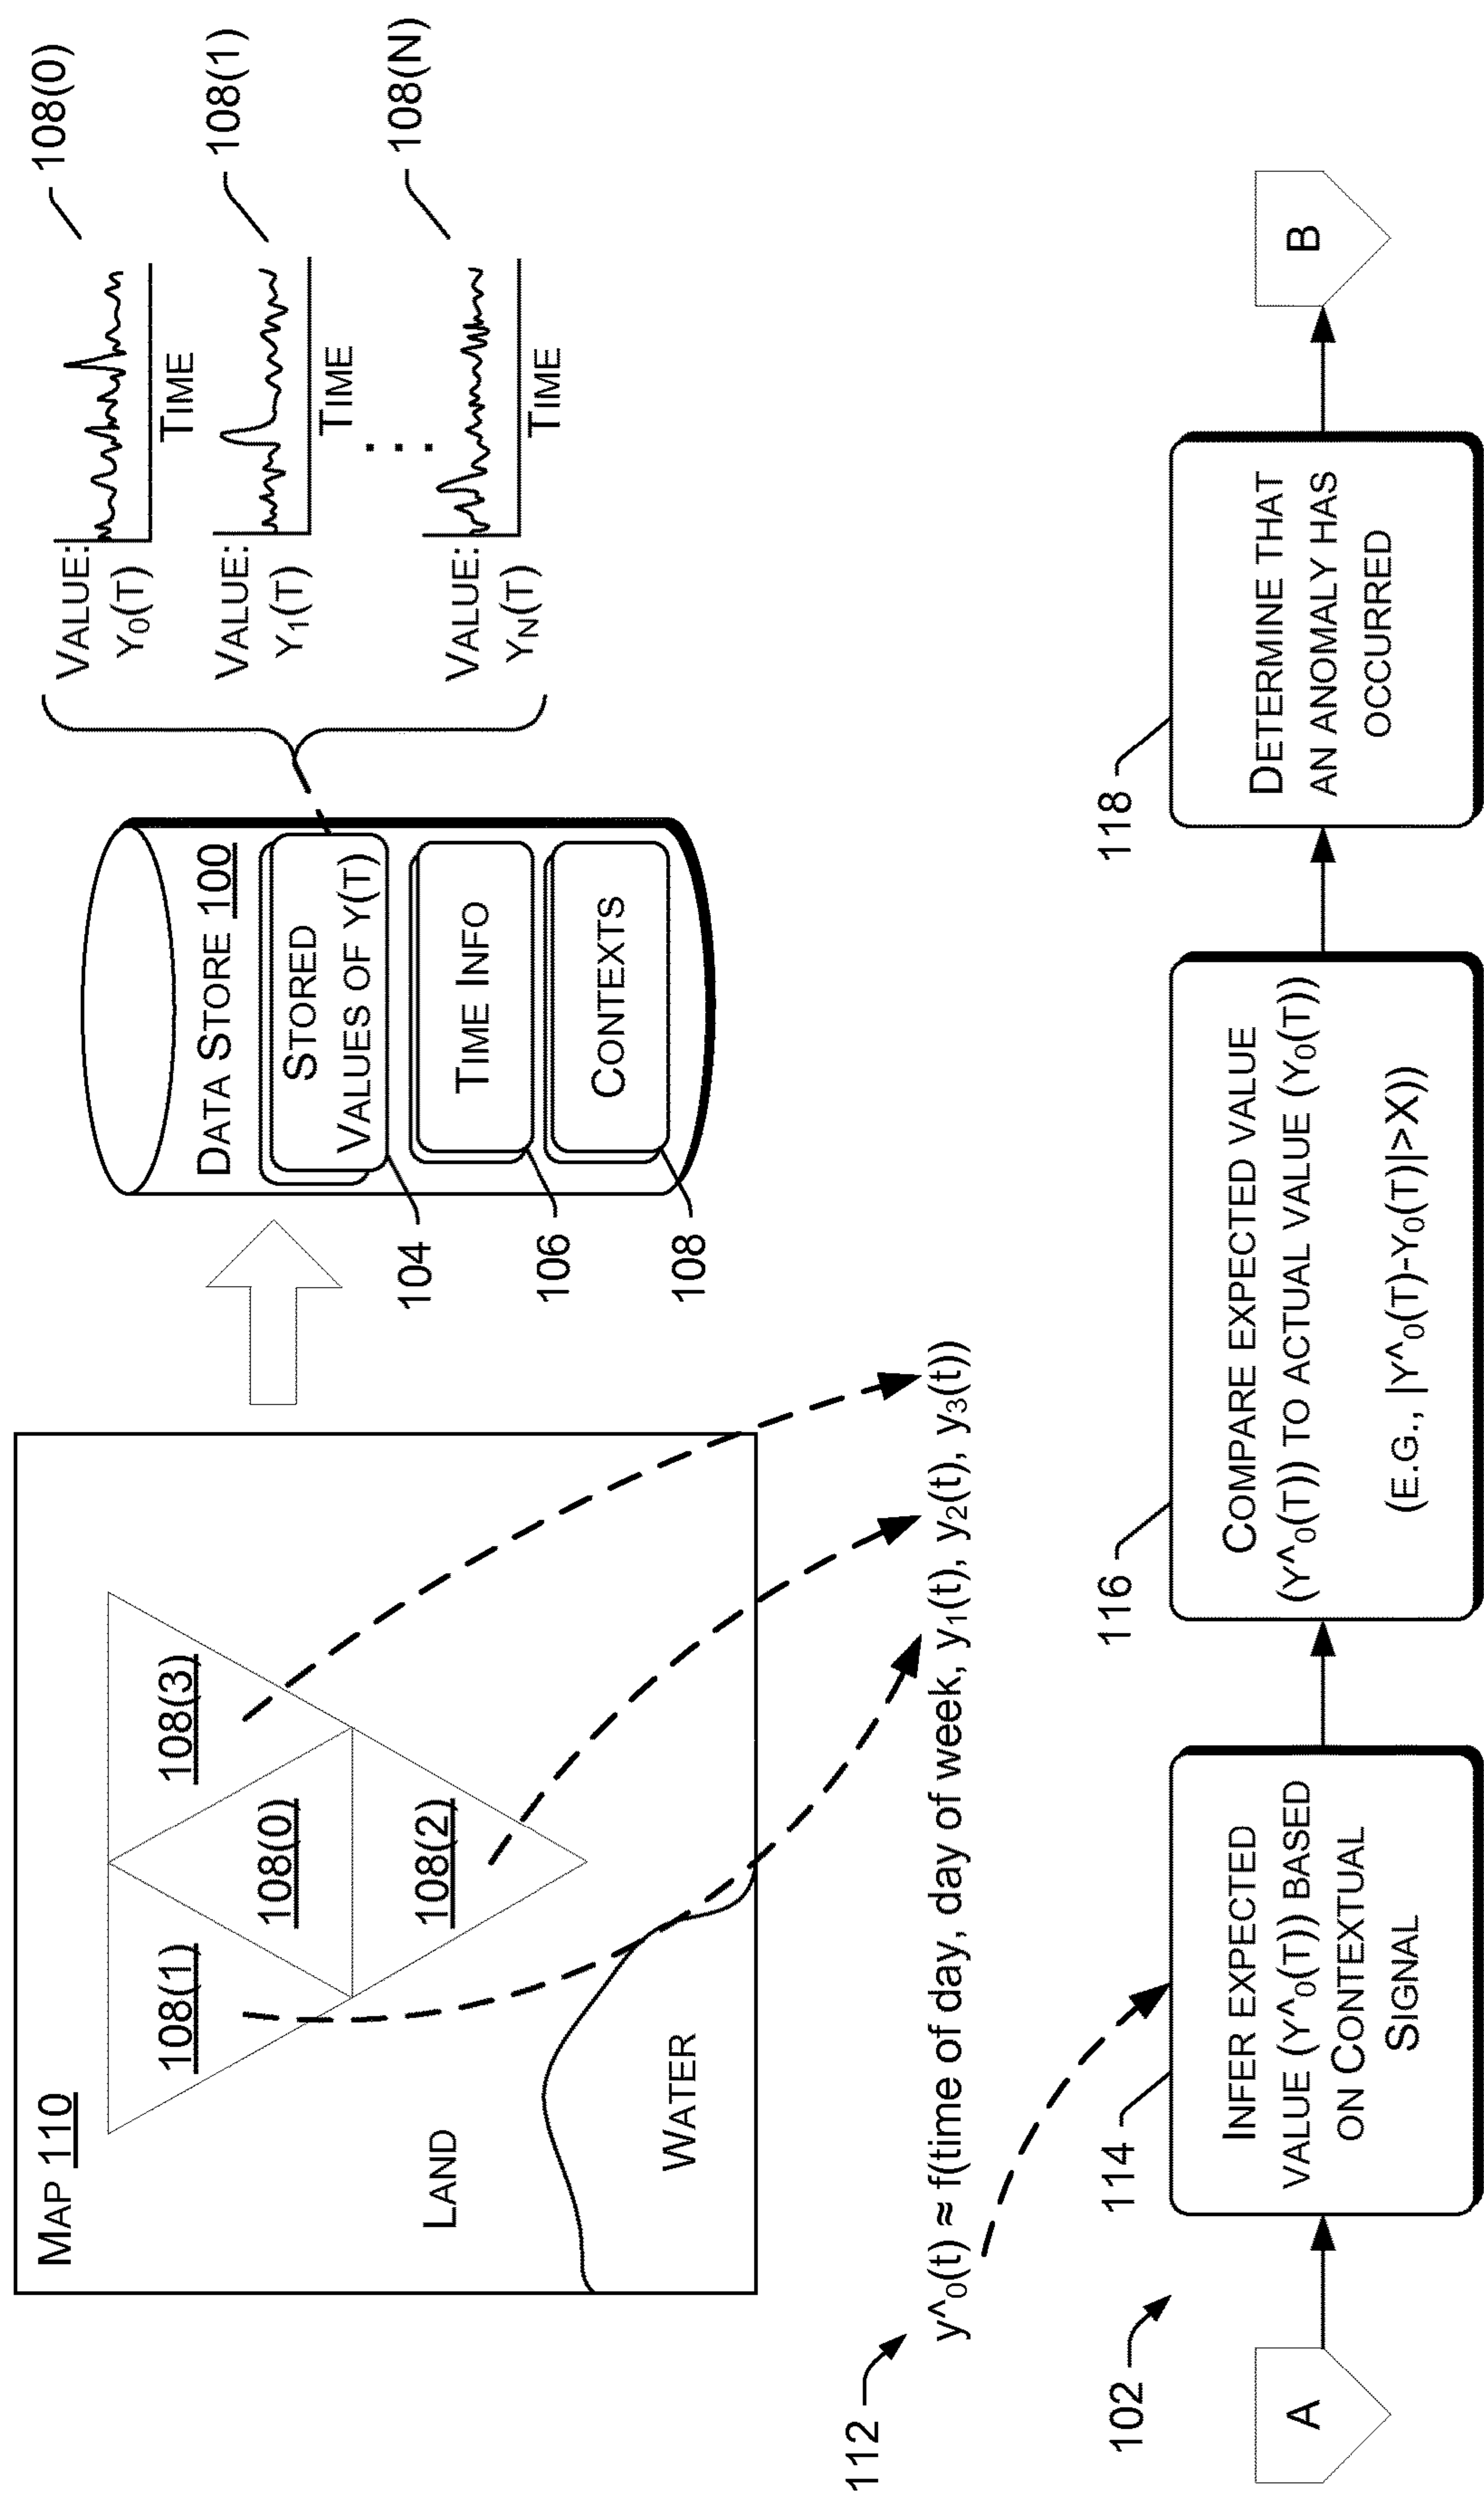 MAP 110
108(1)
108(3)
108(0)
108(2)
LAND
WATER
DATA STORE 100
STORED
VALUES OF Y(T)
TIME INFO
CONTEXTS
104
106
108
VALUE:
Y₀(T)
TIME
108(0)
VALUE:
Y₁(T)
TIME
108(1)
...
VALUE:
Y_N(T)
TIME
108(N)
112
y^₀(t) ≈ f(time of day, day of week, y₁(t), y₂(t), y₃(t))
102
A
114
INFER EXPECTED
VALUE (Y^₀(T)) BASED
ON CONTEXTUAL
SIGNAL
116
COMPARE EXPECTED VALUE
(Y^₀(T)) TO ACTUAL VALUE (Y₀(T))
(E.G., |Y^₀(T)-Y₀(T)|>X))
118
DETERMINE THAT
AN ANOMALY HAS
OCCURRED
B